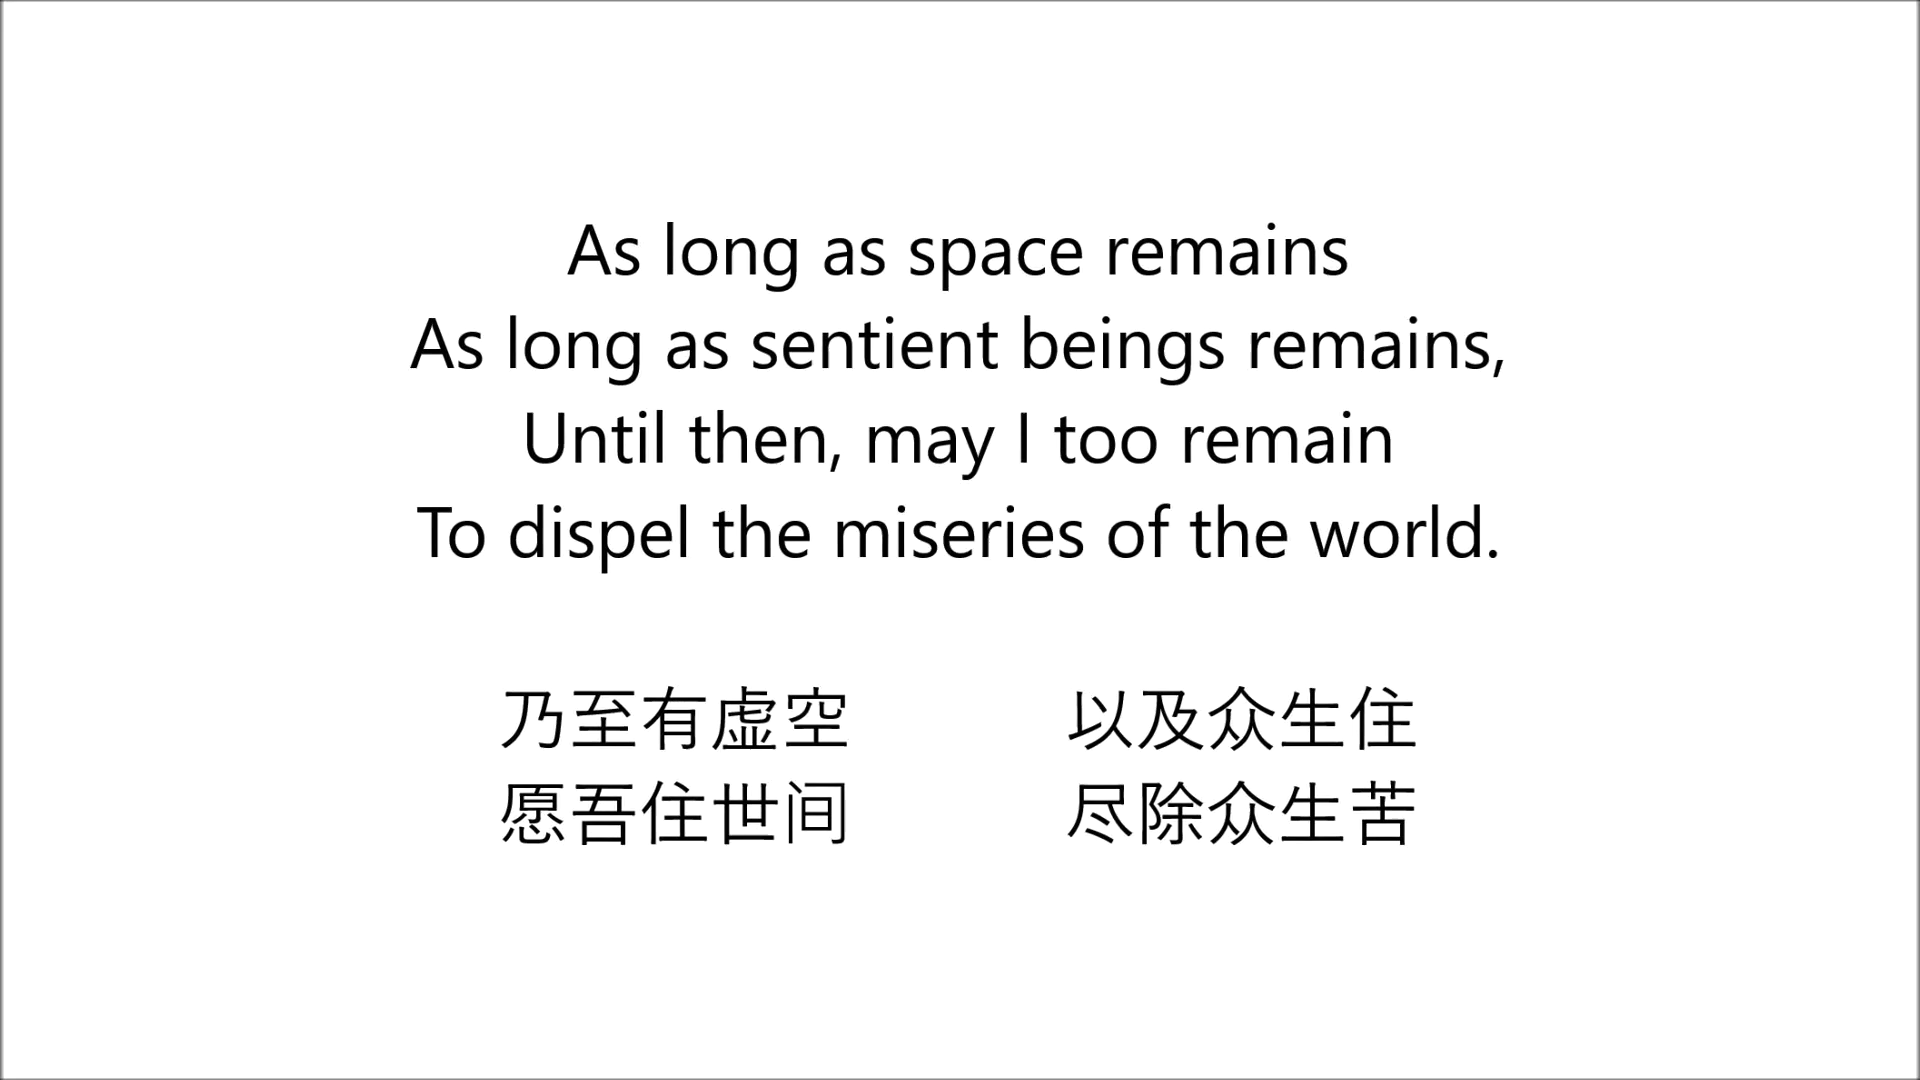 As long as space remains
As long as sentient beings remains,
Until then, may I too remain
To dispel the miseries of the world.
乃至有虚空 以及众生住
愿吾住世间 尽除众生苦